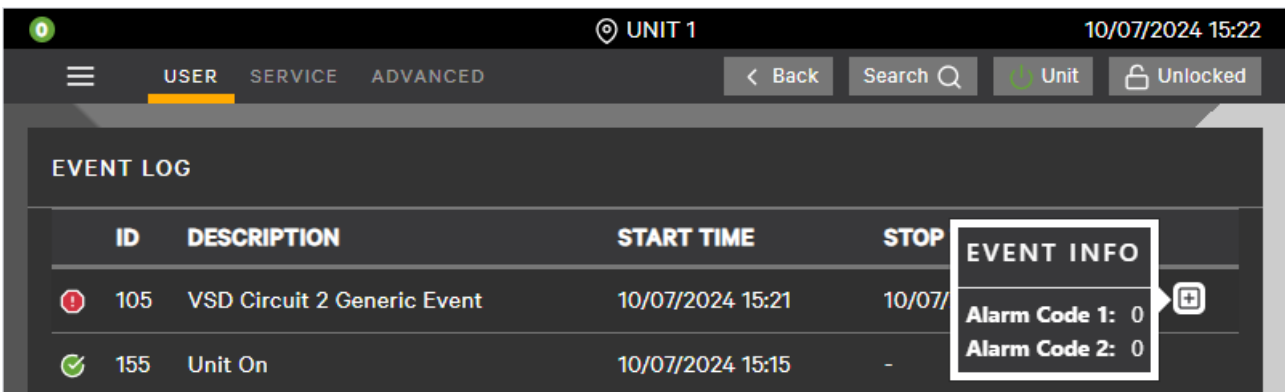 0 UNIT 1 10/07/2024 15:22
USER SERVICE ADVANCED Back Search Unit Unlocked
EVENT LOG
ID DESCRIPTION START TIME STOP
EVENT INFO
105 VSD Circuit 2 Generic Event 10/07/2024 15:21 10/07/
Alarm Code 1: 0
Alarm Code 2: 0
155 Unit On 10/07/2024 15:15 -